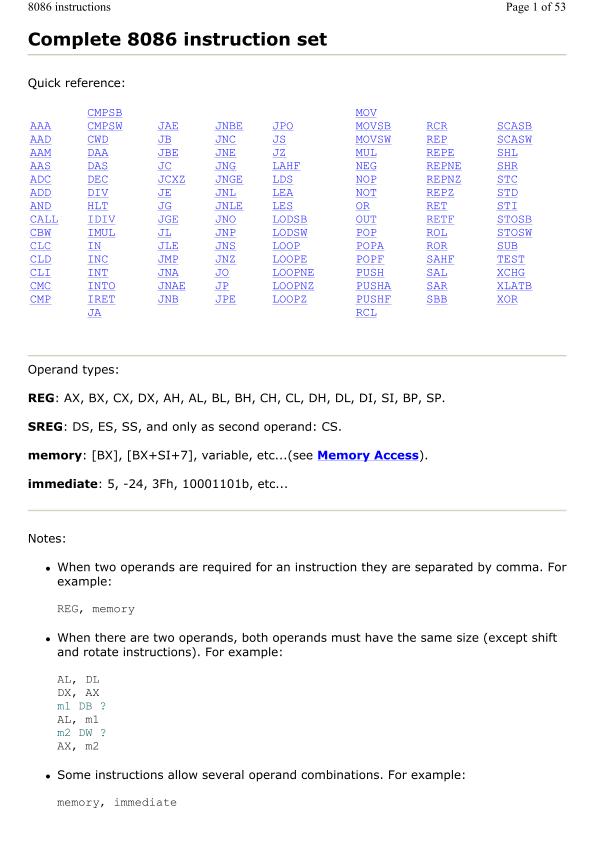 8086 instructions Page 1 of 53
Complete 8086 instruction set
Quick reference:
CMPSB MOV
AAA CMPSW JAE JNBE JPO MOVSB RCR SCASB
AAD CWD JB JNC JS MOVSW REP SCASW
AAM DAA JBE JNE JZ MUL REPE SHL
AAS DAS JC JNG LAHF NEG REPNE SHR
ADC DEC JCXZ JNGE LDS NOP REPNZ STC
ADD DIV JE JNL LEA NOT REPZ STD
AND HLT JG JNLE LES OR RET STI
CALL IDIV JGE JNO LODSB OUT RETF STOSB
CBW IMUL JL JNP LODSW POP ROL STOSW
CLC IN JLE JNS LOOP POPA ROR SUB
CLD INC JMP JNZ LOOPE POPF SAHF TEST
CLI INT JNA JO LOOPNE PUSH SAL XCHG
CMC INTO JNAE JP LOOPNZ PUSHA SAR XLATB
CMP IRET JNB JPE LOOPZ PUSHF SBB XOR
JA RCL
Operand types:
REG: AX, BX, CX, DX, AH, AL, BL, BH, CH, CL, DH, DL, DI, SI, BP, SP.
SREG: DS, ES, SS, and only as second operand: CS.
memory: [BX], [BX+SI+7], variable, etc...(see Memory Access).
immediate: 5, -24, 3Fh, 10001101b, etc...
Notes:
• When two operands are required for an instruction they are separated by comma. For
example:
REG, memory
• When there are two operands, both operands must have the same size (except shift
and rotate instructions). For example:
AL, DL
DX, AX
m1 DB ?
AL, m1
m2 DW ?
AX, m2
• Some instructions allow several operand combinations. For example:
memory, immediate